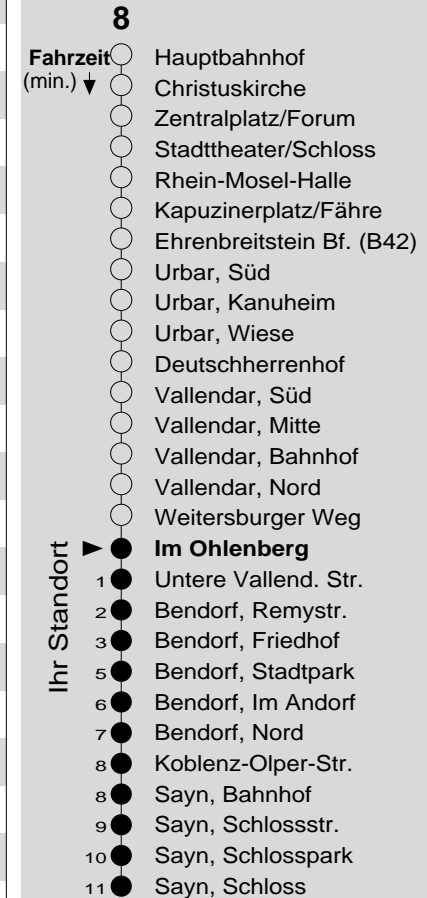 8
Fahrzeit Hauptbahnhof
(min.) Christuskirche
Zentralplatz/Forum
Stadttheater/Schloss
Rhein-Mosel-Halle
Kapuzinerplatz/Fähre
Ehrenbreitstein Bf. (B42)
Urbar, Süd
Urbar, Kanuheim
Urbar, Wiese
Deutschherrenhof
Vallendar, Süd
Vallendar, Mitte
Vallendar, Bahnhof
Vallendar, Nord
Weitersburger Weg
Ihr Standort
Im Ohlenberg
1 Untere Vallend. Str.
2 Bendorf, Remystr.
3 Bendorf, Friedhof
5 Bendorf, Stadtpark
6 Bendorf, Im Andorf
7 Bendorf, Nord
8 Koblenz-Olper-Str.
8 Sayn, Bahnhof
9 Sayn, Schlossstr.
10 Sayn, Schlosspark
11 Sayn, Schloss